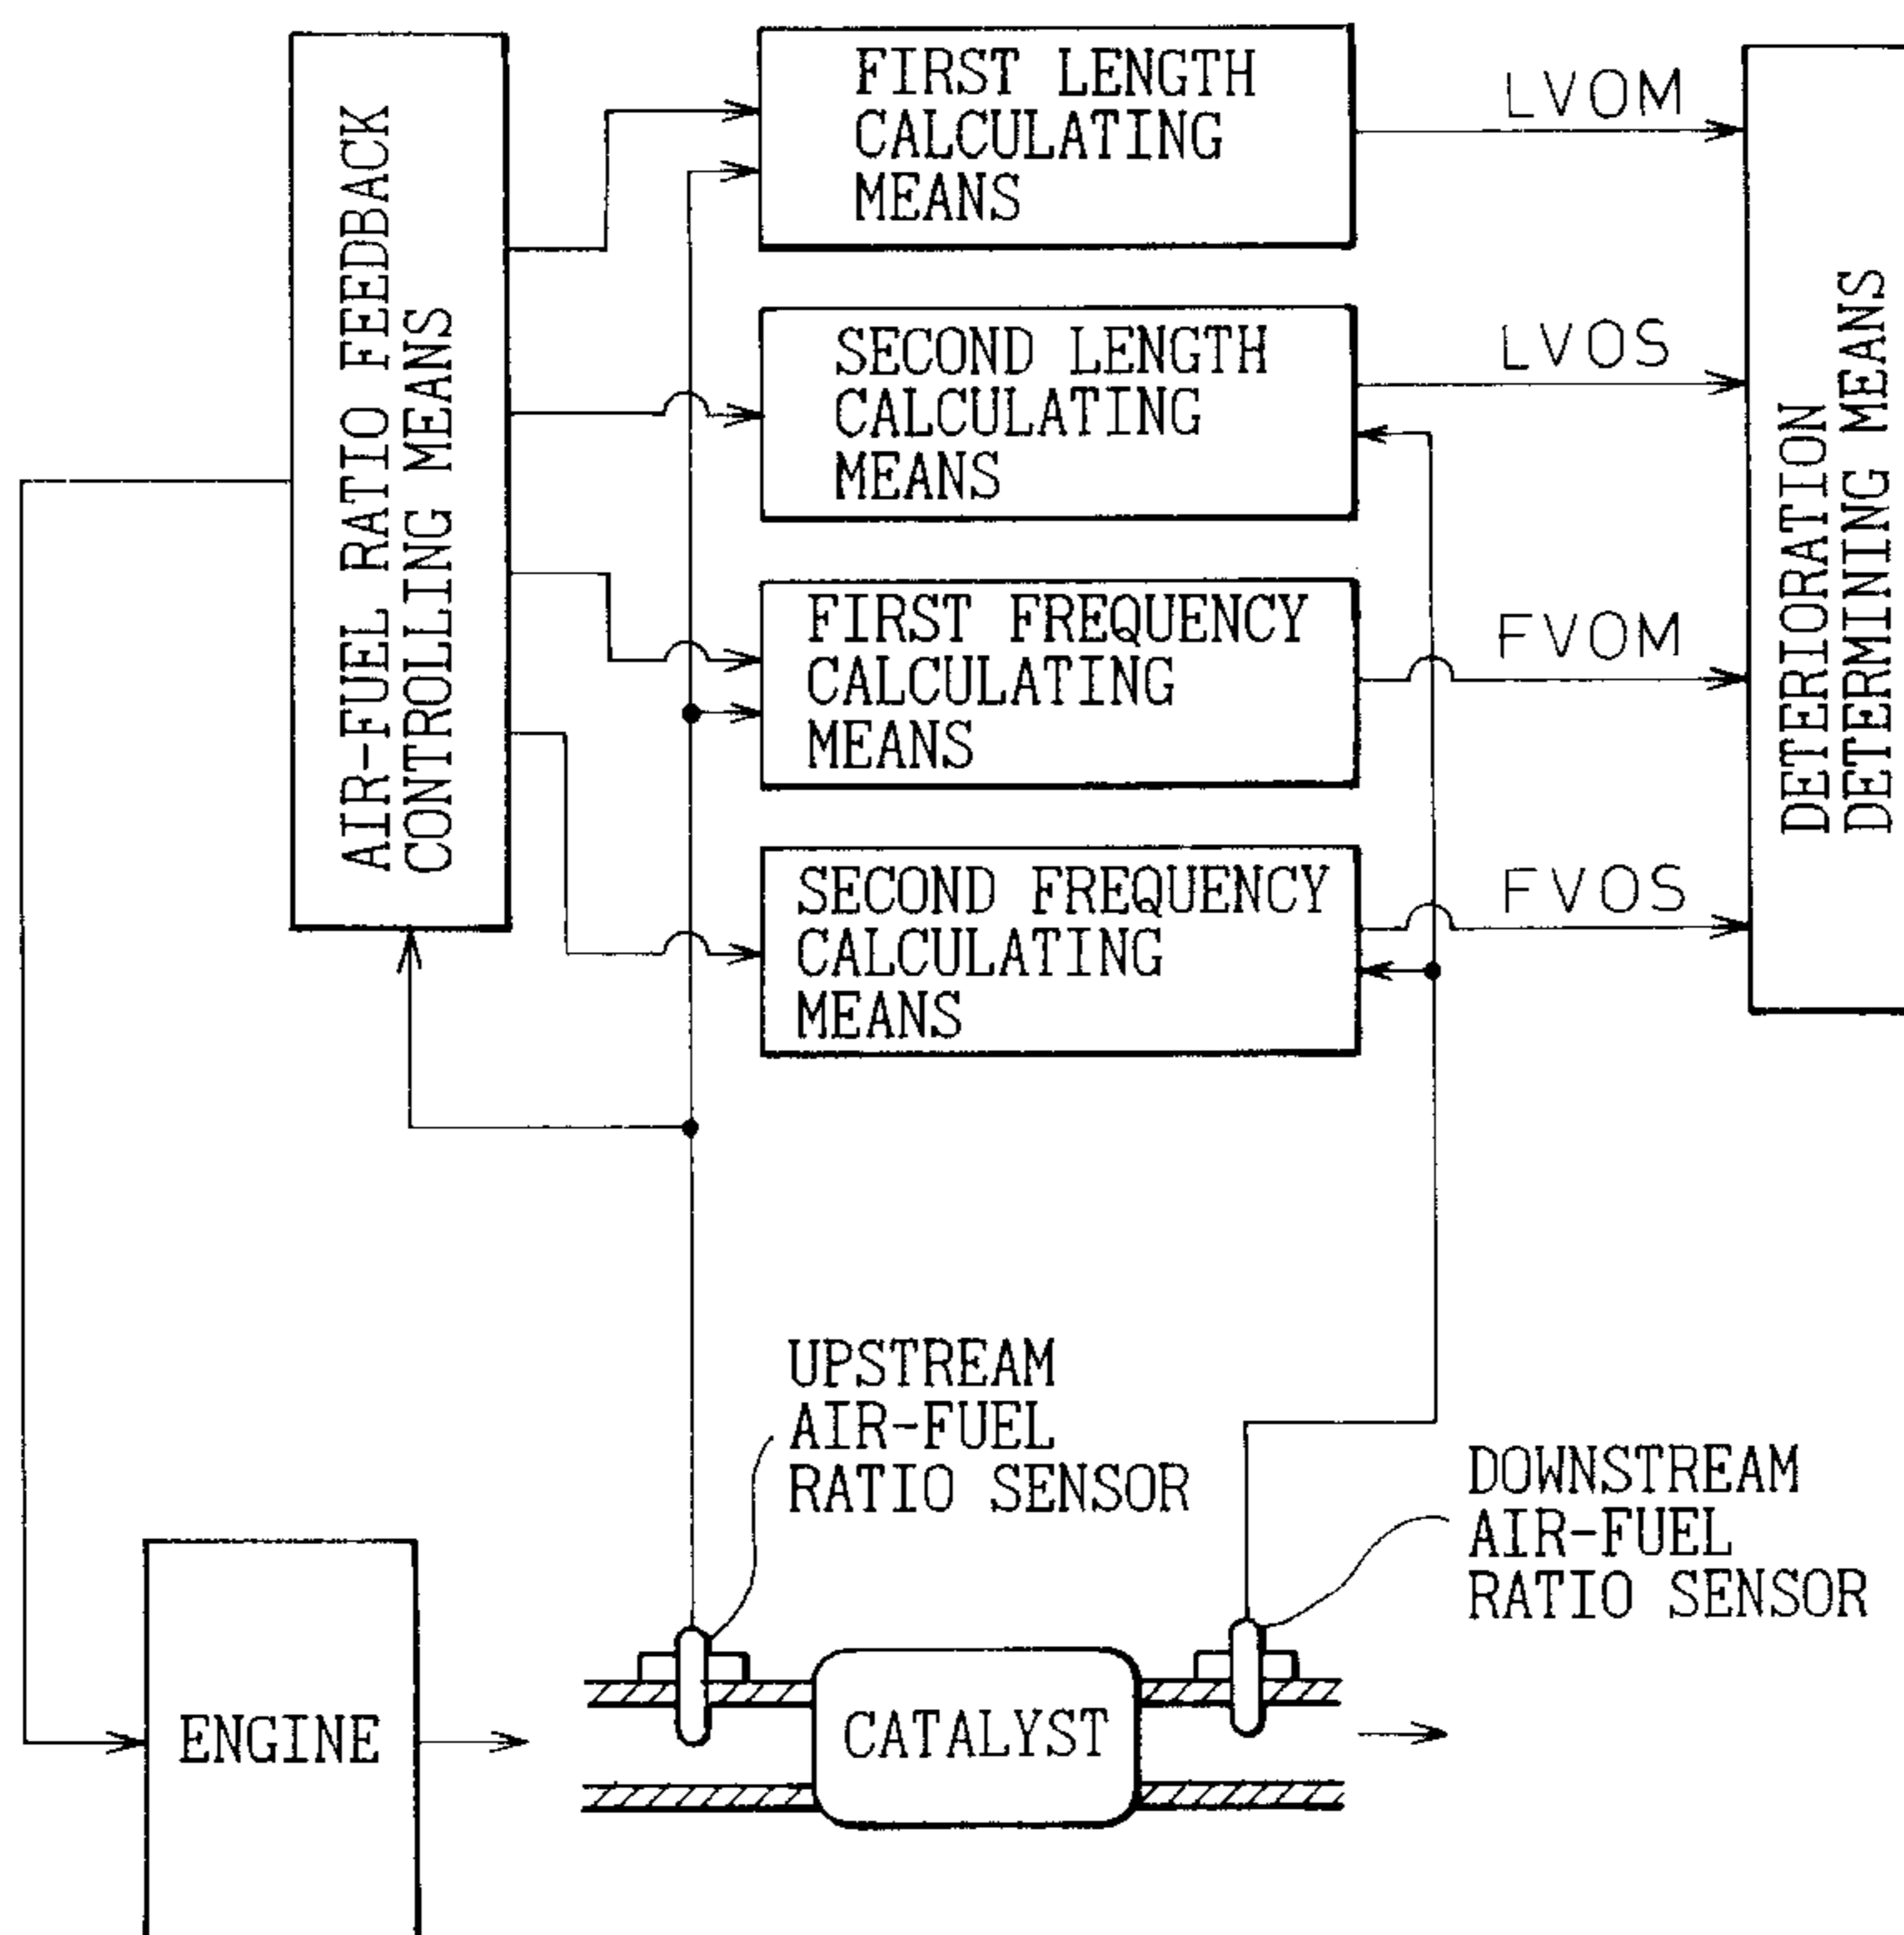 AIR-FUEL RATIO FEEDBACK
CONTROLLING MEANS
FIRST LENGTH
CALCULATING
MEANS
LVOM
SECOND LENGTH
CALCULATING
MEANS
LVOS
FIRST FREQUENCY
CALCULATING
MEANS
FVOM
SECOND FREQUENCY
CALCULATING
MEANS
FVOS
DETERIORATION
DETERMINING MEANS
UPSTREAM
AIR-FUEL
RATIO SENSOR
DOWNSTREAM
AIR-FUEL
RATIO SENSOR
ENGINE
CATALYST